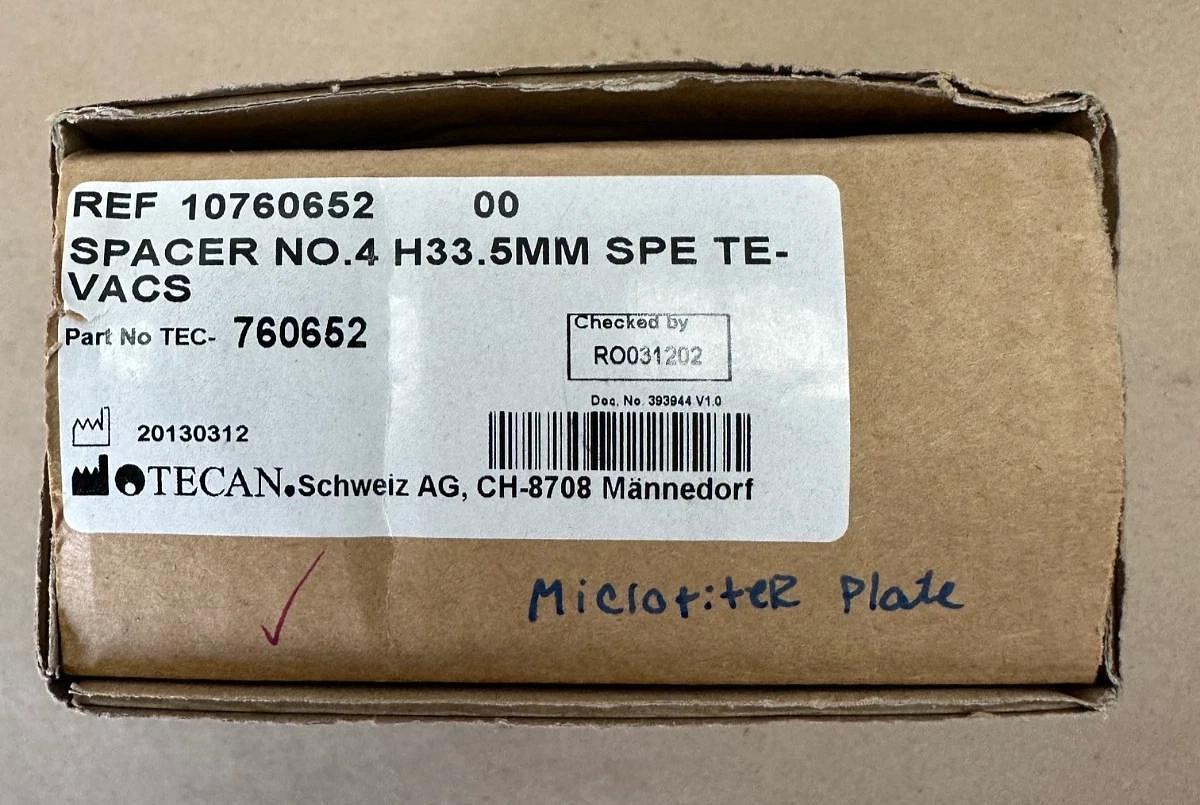 REF 10760652 00
SPACER NO.4 H33.5MM SPE TE-
VACS
Part No TEC- 760652
Checked by
RO031202
Doc. No. 393944 V1.0
20130312
TECAN. Schweiz AG, CH-8708 Männedorf
Microtiter Plate